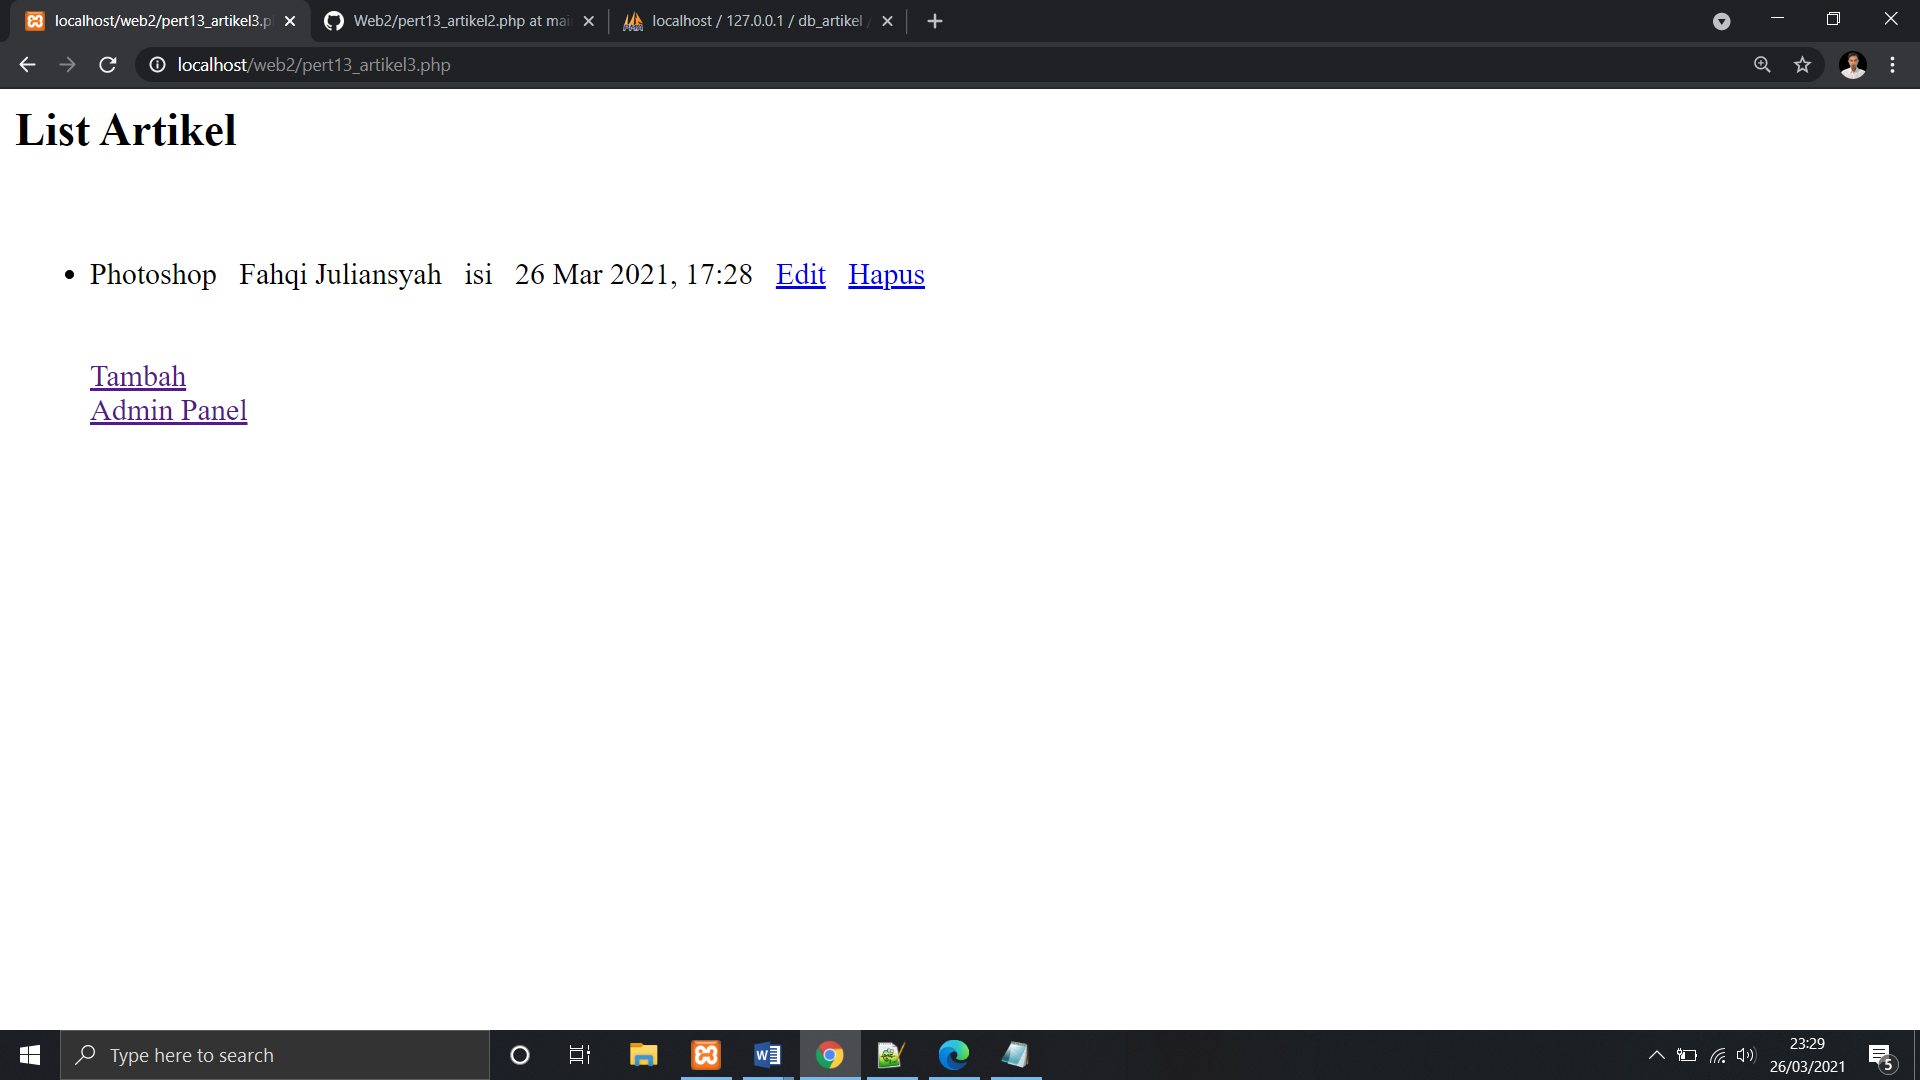 localhost/web2/pert13_artikel3.p
Web2/pert13_artikel2.php at mai
localhost / 127.0.0.1 / db_artikel /
localhost/web2/pert13_artikel3.php
List Artikel
• Photoshop Fahqi Juliansyah isi 26 Mar 2021, 17:28 Edit Hapus
Tambah
Admin Panel
Type here to search
23:29
26/03/2021
5